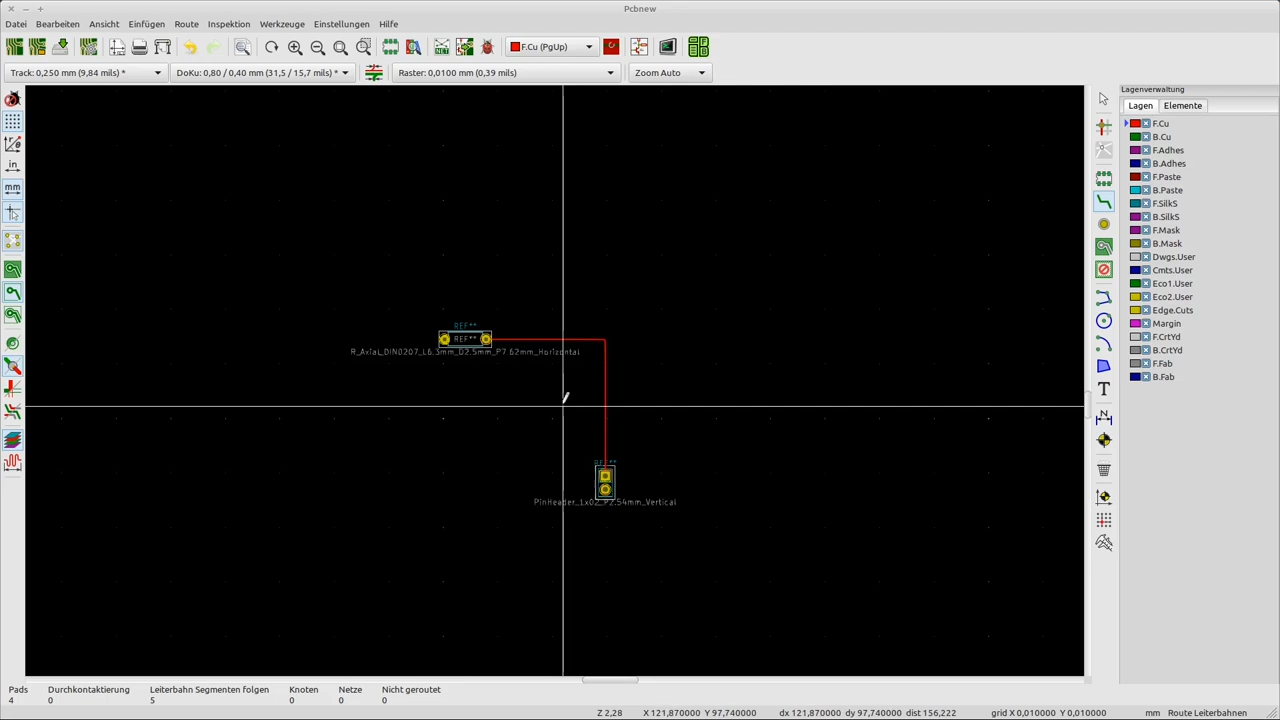 Pcbnew
Datei Bearbeiten Ansicht Einfügen Route Inspektion Werkzeuge Einstellungen Hilfe
NET
F.Cu (PgUp)
Track: 0,250 mm (9,84 mils) *
DoKu: 0,80 / 0,40 mm (31,5 / 15,7 mils) *
Raster: 0,0100 mm (0,39 mils)
Zoom Auto
in
mm
REF**
REF**
R_Axial_DIN0207_L6.3mm_D2.5mm_P7.62mm_Horizontal
REF**
PinHeader_1x02_P2.54mm_Vertical
T
N
Lagenverwaltung
Lagen Elemente
F.Cu
B.Cu
F.Adhes
B.Adhes
F.Paste
B.Paste
F.SilkS
B.SilkS
F.Mask
B.Mask
Dwgs.User
Cmts.User
Eco1.User
Eco2.User
Edge.Cuts
Margin
F.CrtYd
B.CrtYd
F.Fab
B.Fab
Pads Durchkontaktierung Leiterbahn Segmenten folgen Knoten Netze Nicht geroutet
4 0 5 0 0 0
Z 2,28 X 121,870000 Y 97,740000 dx 121,870000 dy 97,740000 dist 156,222 grid X 0,010000 Y 0,010000 mm Route Leiterbahnen